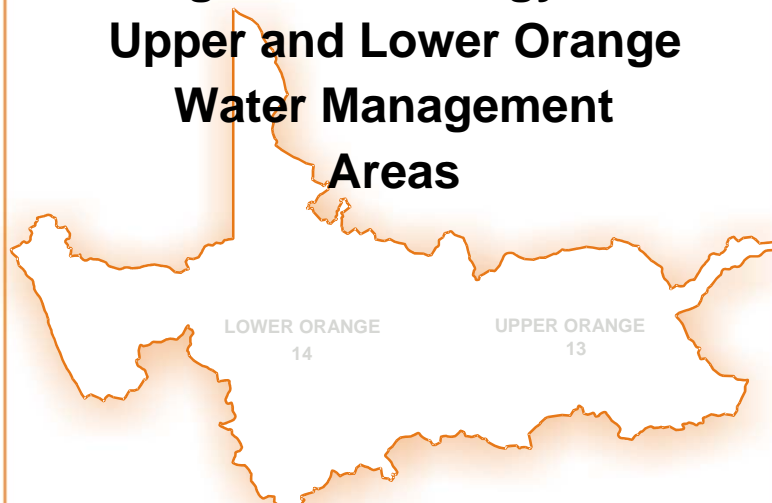 Upper and Lower Orange
Water Management
Areas
LOWER ORANGE
14
UPPER ORANGE
13